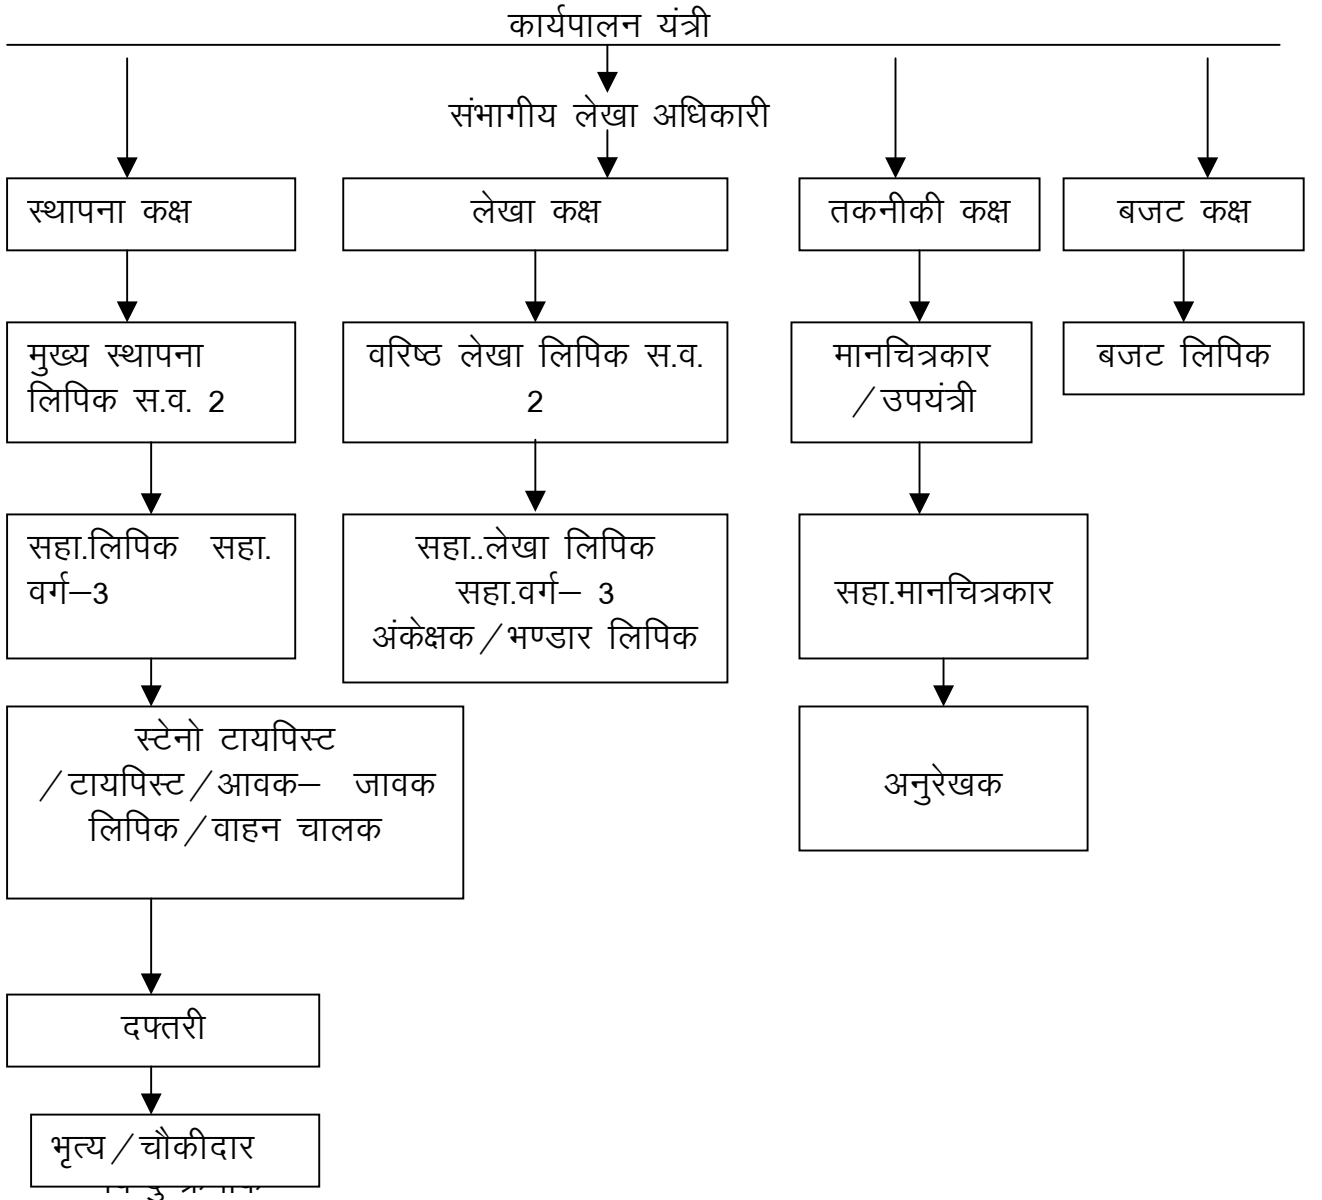 कार्यपालन यंत्री
संभागीय लेखा अधिकारी
स्थापना कक्ष
लेखा कक्ष
तकनीकी कक्ष
बजट कक्ष
मुख्य स्थापना
लिपिक स.व. 2
वरिष्ठ लेखा लिपिक स.व.
2
मानचित्रकार
/उपयंत्री
बजट लिपिक
सहा.लिपिक सहा.
वर्ग–3
सहा..लेखा लिपिक
सहा.वर्ग– 3
अंकेक्षक/भण्डार लिपिक
सहा.मानचित्रकार
स्टेनो टायपिस्ट
/टायपिस्ट/आवक– जावक
लिपिक/वाहन चालक
अनुरेखक
दफ्तरी
भृत्य/चौकीदार